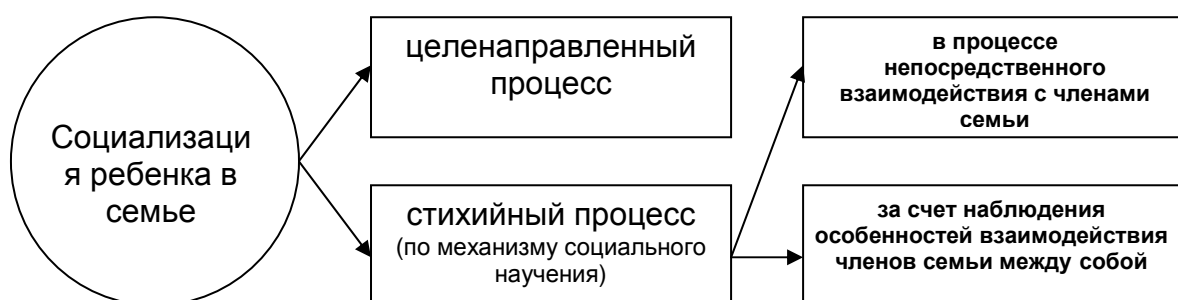 Социализаци
я ребенка в
семье
целенаправленный
процесс
стихийный процесс
(по механизму социального
научения)
в процессе
непосредственного
взаимодействия с членами
семьи
за счет наблюдения
особенностей взаимодействия
членов семьи между собой